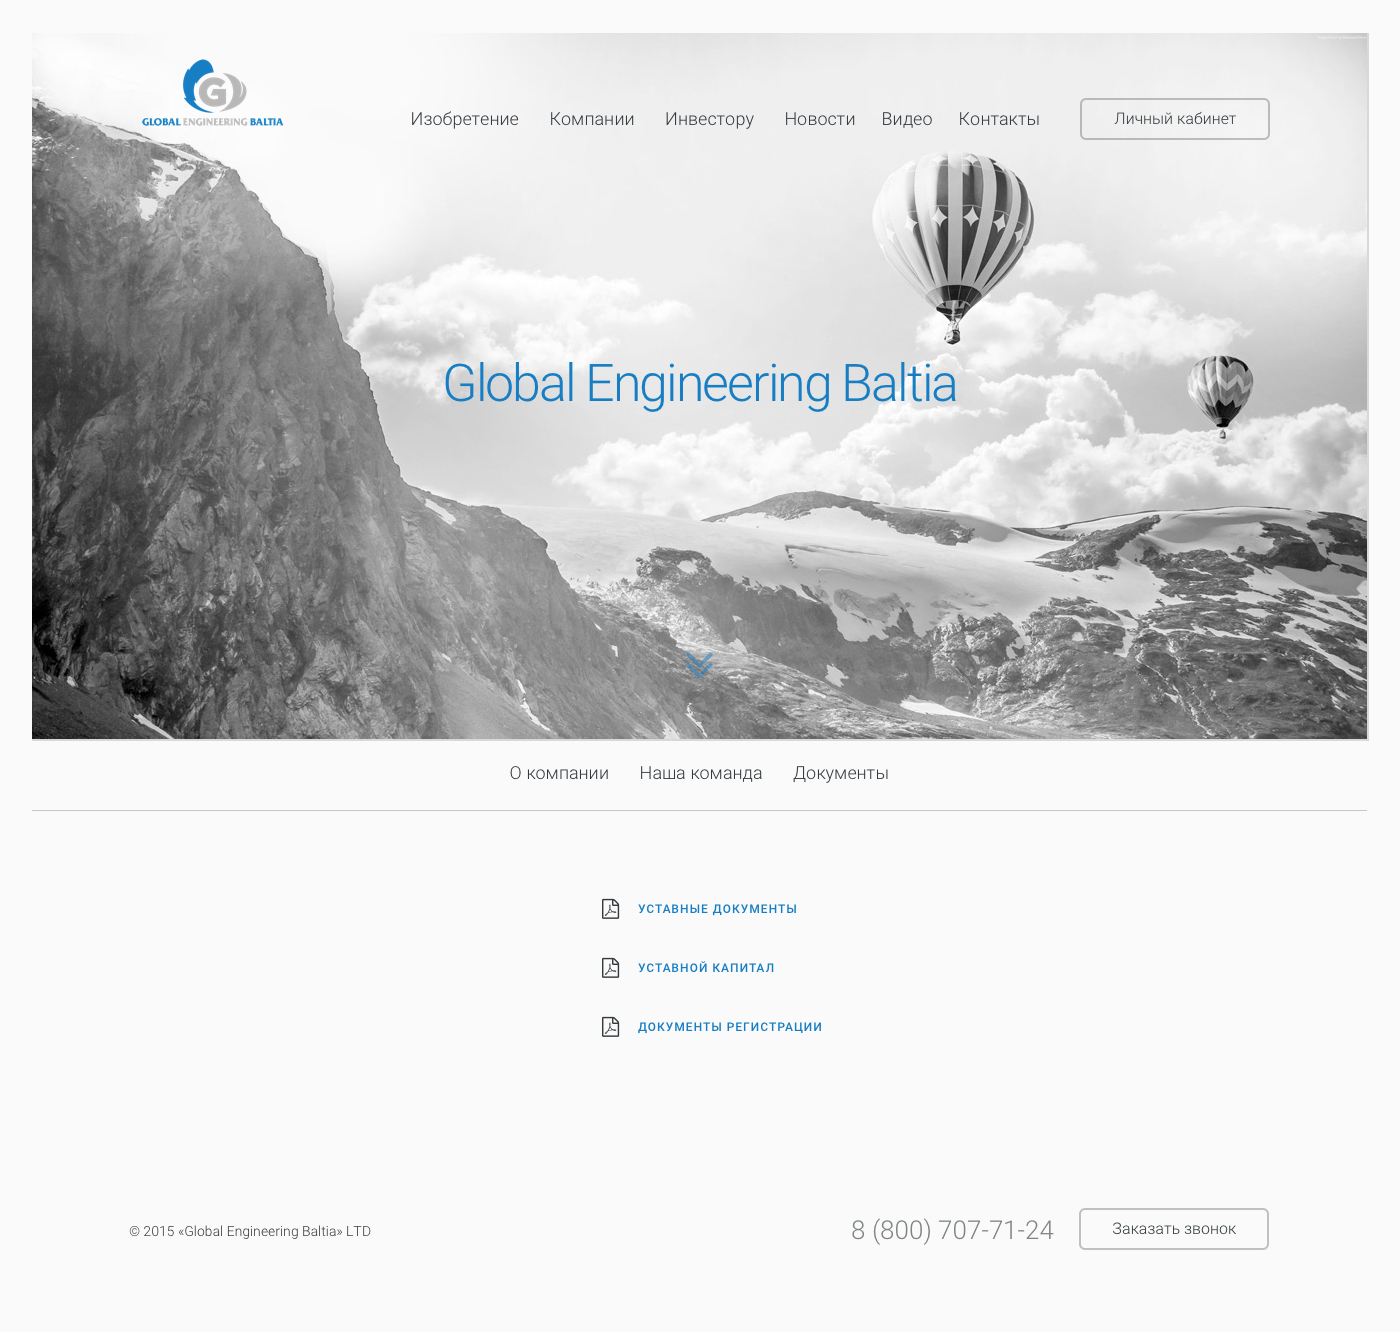 GLOBAL ENGINEERING BALTIA
Изобретение Компании Инвестору Новости Видео Контакты Личный кабинет
Global Engineering Baltia
О компании Наша команда Документы
УСТАВНЫЕ ДОКУМЕНТЫ
УСТАВНОЙ КАПИТАЛ
ДОКУМЕНТЫ РЕГИСТРАЦИИ
© 2015 «Global Engineering Baltia» LTD
8 (800) 707-71-24 Заказать звонок